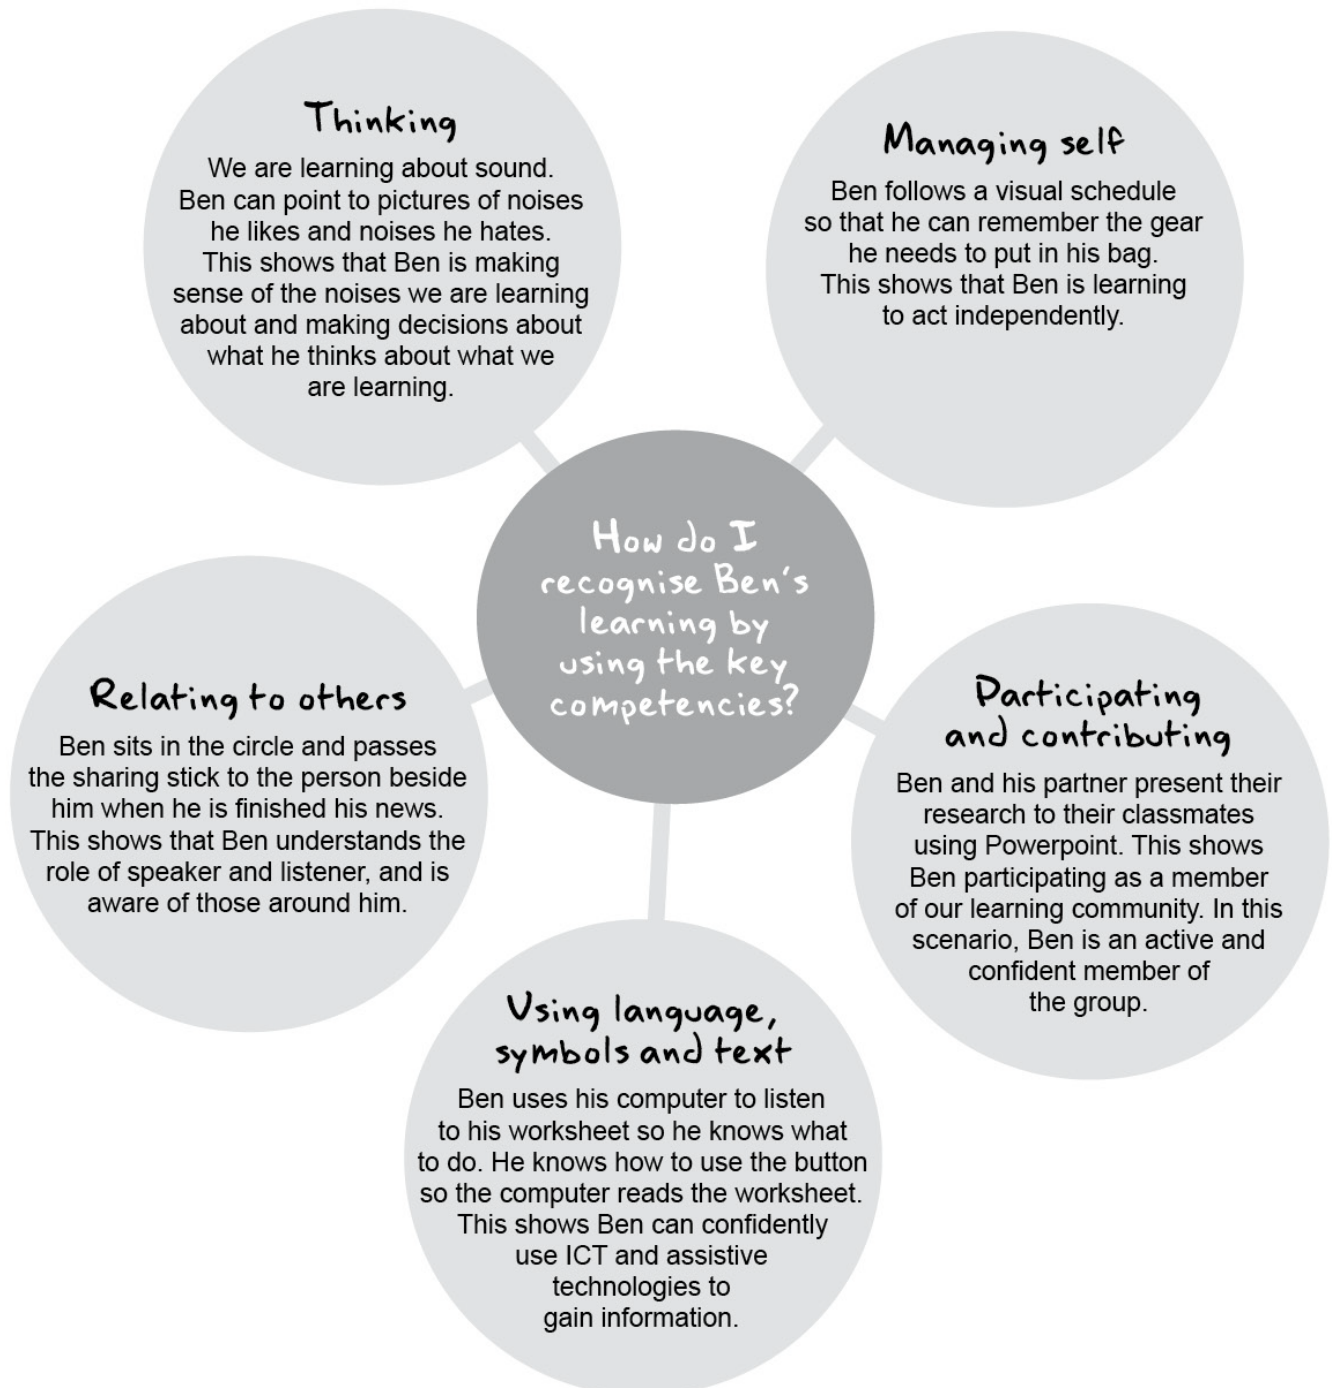 Thinking
We are learning about sound.
Ben can point to pictures of noises
he likes and noises he hates.
This shows that Ben is making
sense of the noises we are learning
about and making decisions about
what he thinks about what we
are learning.
Managing self
Ben follows a visual schedule
so that he can remember the gear
he needs to put in his bag.
This shows that Ben is learning
to act independently.
How do I
recognise Ben's
learning by
using the key
competencies?
Relating to others
Ben sits in the circle and passes
the sharing stick to the person beside
him when he is finished his news.
This shows that Ben understands the
role of speaker and listener, and is
aware of those around him.
Participating
and contributing
Ben and his partner present their
research to their classmates
using Powerpoint. This shows
Ben participating as a member
of our learning community. In this
scenario, Ben is an active and
confident member of
the group.
Using language,
symbols and text
Ben uses his computer to listen
to his worksheet so he knows what
to do. He knows how to use the button
so the computer reads the worksheet.
This shows Ben can confidently
use ICT and assistive
technologies to
gain information.